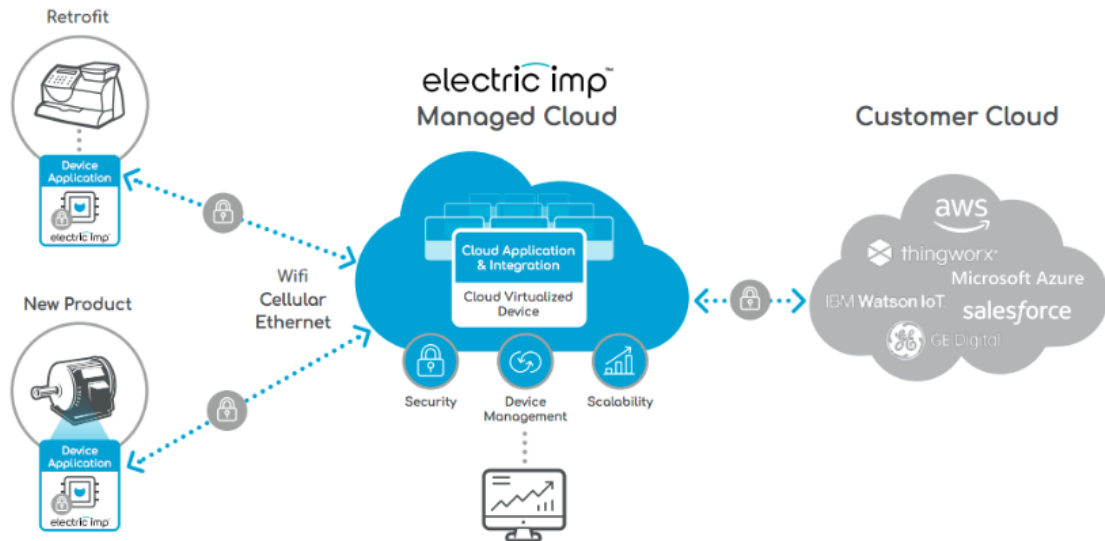 Retrofit
Device
Application
electric imp
New Product
Device
Application
electric imp
Wifi
Cellular
Ethernet
electric imp™
Managed Cloud
Cloud Application
& Integration
Cloud Virtualized
Device
Security
Device
Management
Scalability
Customer Cloud
aws
thingworx®
Microsoft Azure
IBM Watson IoT
salesforce
GE Digital